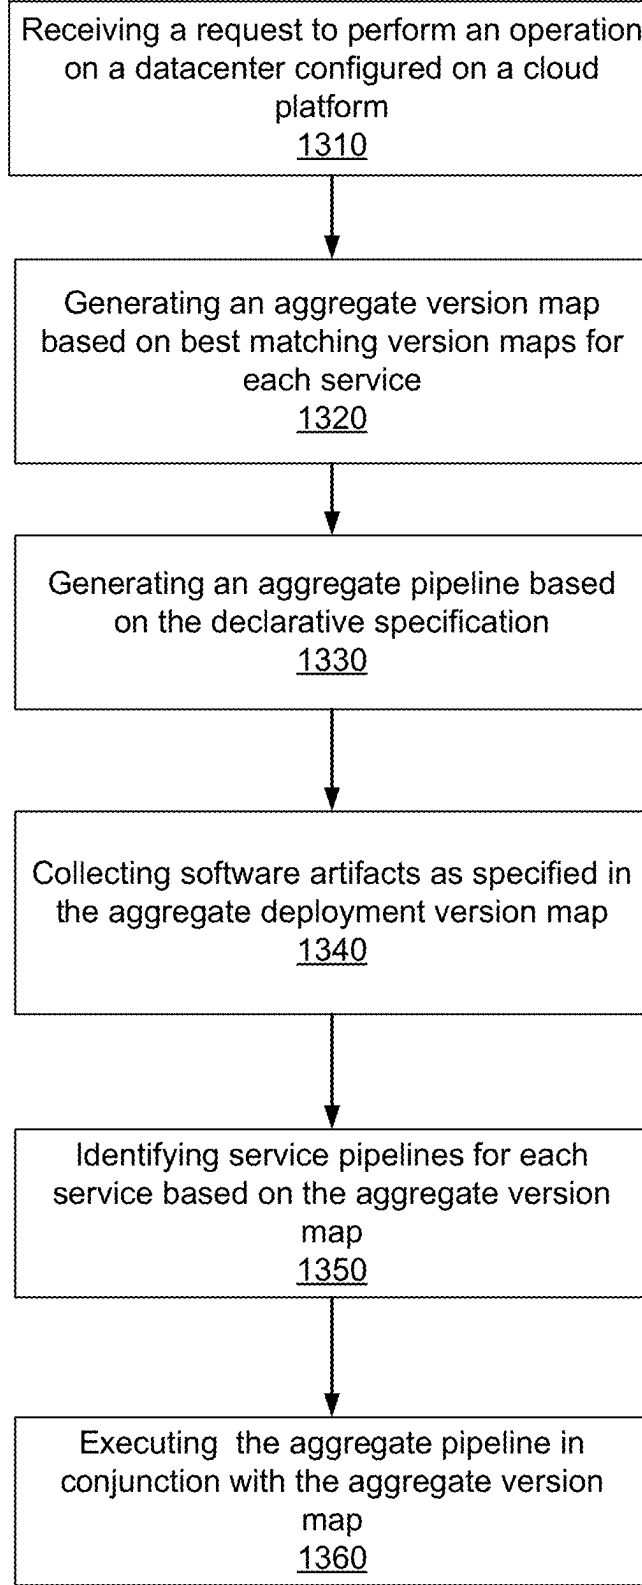 Receiving a request to perform an operation
on a datacenter configured on a cloud
platform
1310
Generating an aggregate version map
based on best matching version maps for
each service
1320
Generating an aggregate pipeline based
on the declarative specification
1330
Collecting software artifacts as specified in
the aggregate deployment version map
1340
Identifying service pipelines for each
service based on the aggregate version
map
1350
Executing the aggregate pipeline in
conjunction with the aggregate version
map
1360